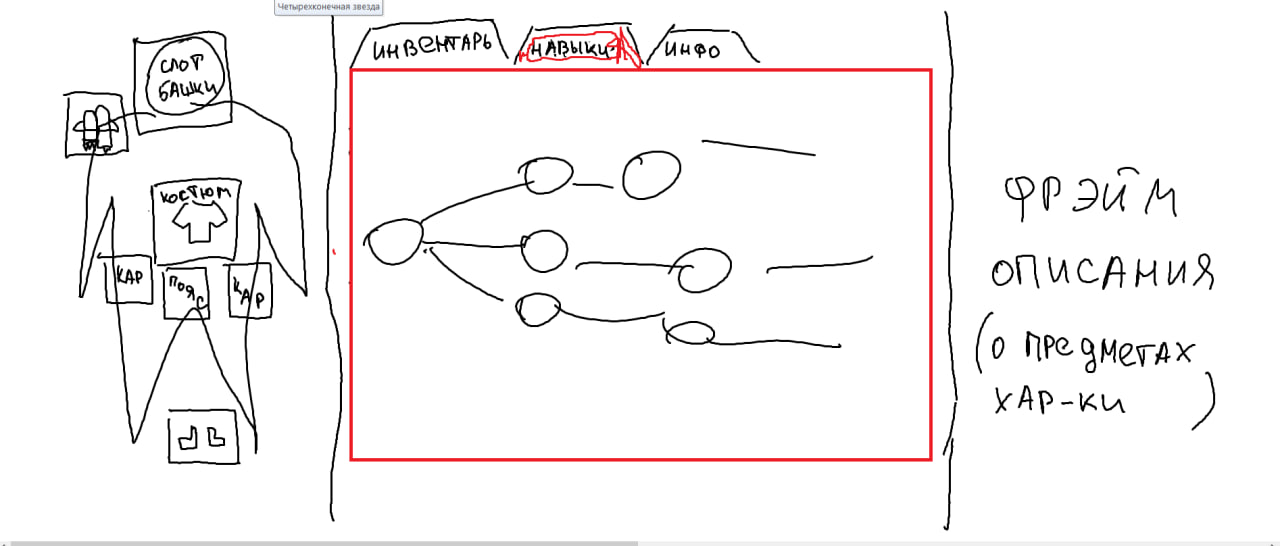 Четырехконечная звезда
СЛОТ
БАШКИ
КОСТЮМ
КАР
ПОЯС
КАР
ИНВЕНТАРЬ
НАВЫКИ
ИНФО
ФРЭЙМ
ОПИСАНИЯ
(О ПРЕДМЕТАХ
ХАР-КИ)